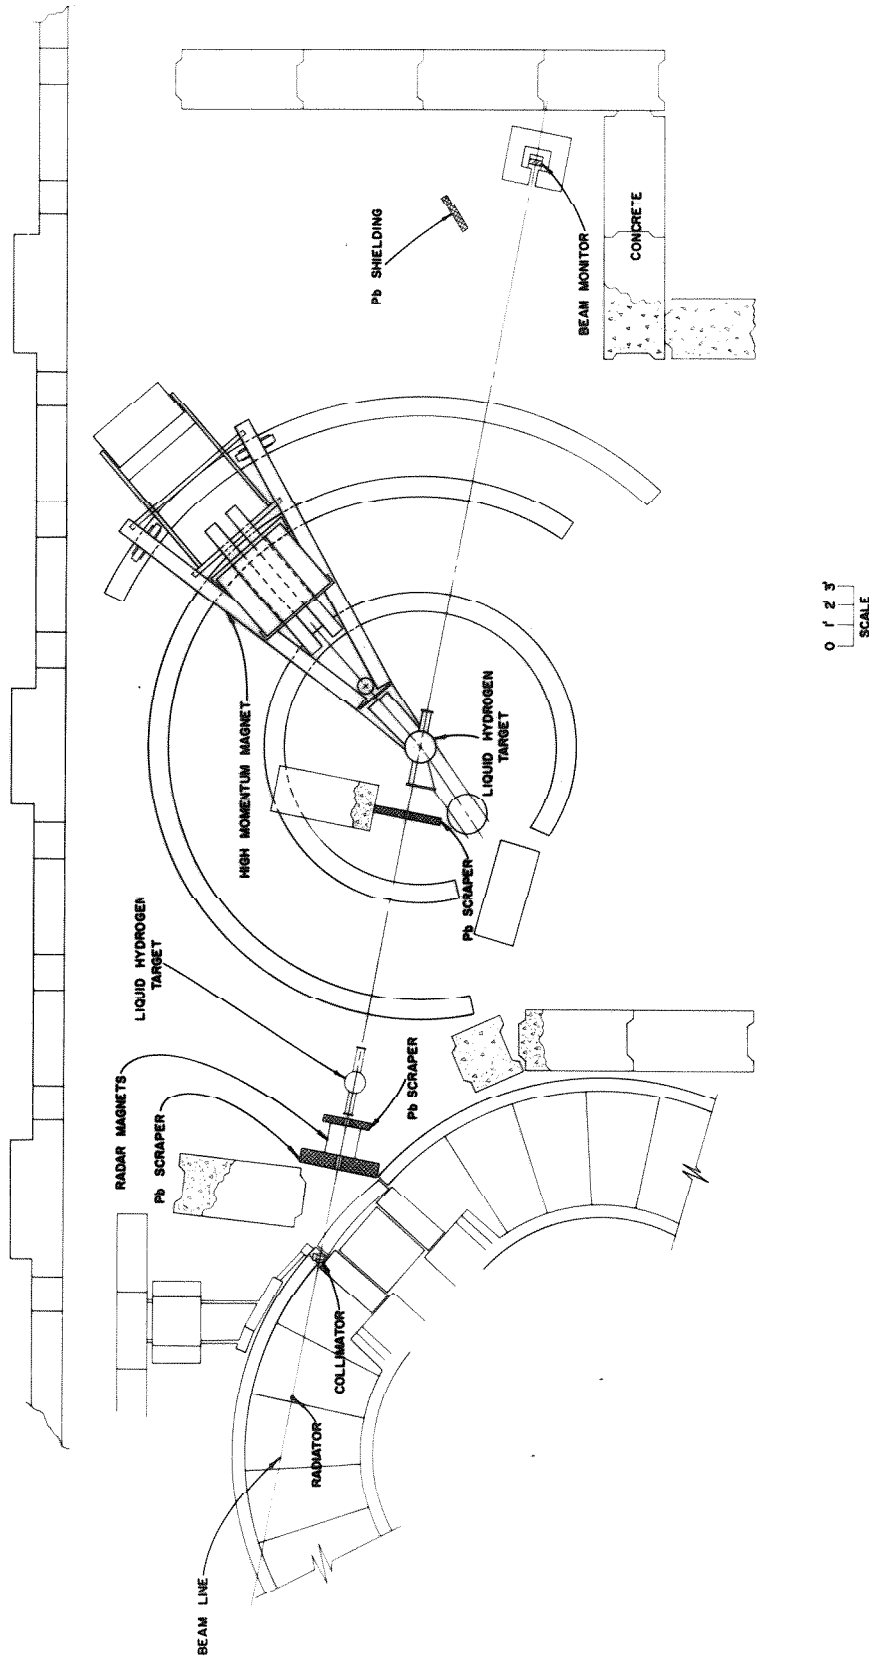 BEAM LINE
RADIATOR
COLLIMATOR
RADAR MAGNETS
Pb SCRAPER
Pb SCRAPER
LIQUID HYDROGEN
TARGET
HIGH MOMENTUM MAGNET
Pb SCRAPER
LIQUID HYDROGEN
TARGET
Pb SHIELDING
BEAM MONITOR
CONCRETE
0 1' 2 3'
SCALE